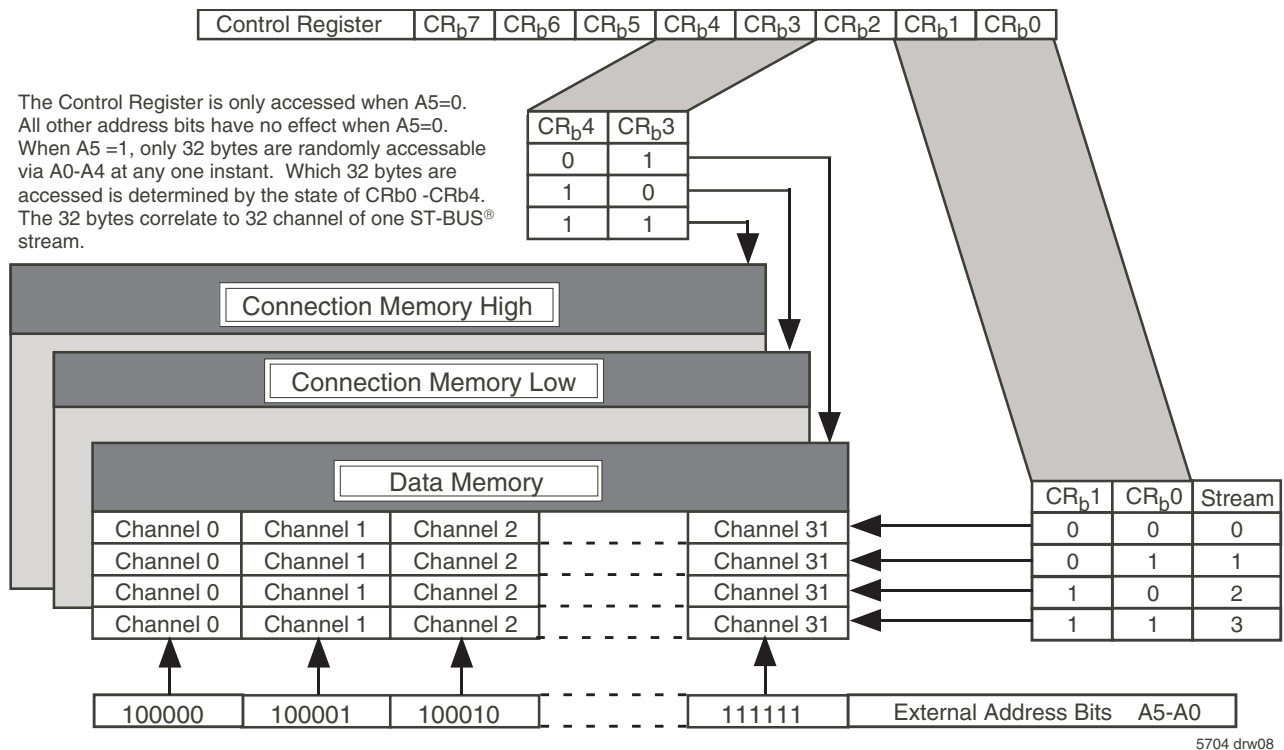 Control Register CRb7 CRb6 CRb5 CRb4 CRb3 CRb2 CRb1 CRb0
The Control Register is only accessed when A5=0.
All other address bits have no effect when A5=0.
When A5 =1, only 32 bytes are randomly accessable
via A0-A4 at any one instant. Which 32 bytes are
accessed is determined by the state of CRb0 -CRb4.
The 32 bytes correlate to 32 channel of one ST-BUS®
stream.
CRb4 CRb3
0 1
1 0
1 1
Connection Memory High
Connection Memory Low
Data Memory
CRb1 CRb0 Stream
Channel 0 Channel 1 Channel 2 Channel 31 0 0 0
Channel 0 Channel 1 Channel 2 Channel 31 0 1 1
Channel 0 Channel 1 Channel 2 Channel 31 1 0 2
Channel 0 Channel 1 Channel 2 Channel 31 1 1 3
100000 100001 100010 111111 External Address Bits A5-A0
5704 drw08